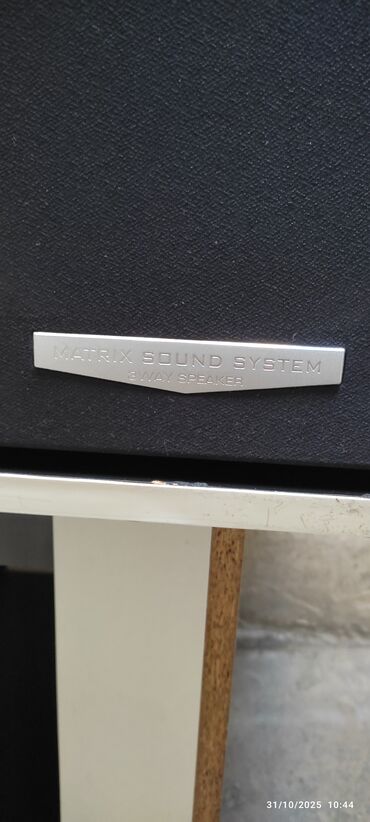 MATRIX SOUND SYSTEM
3 WAY SPEAKER
31/10/2025 10:44